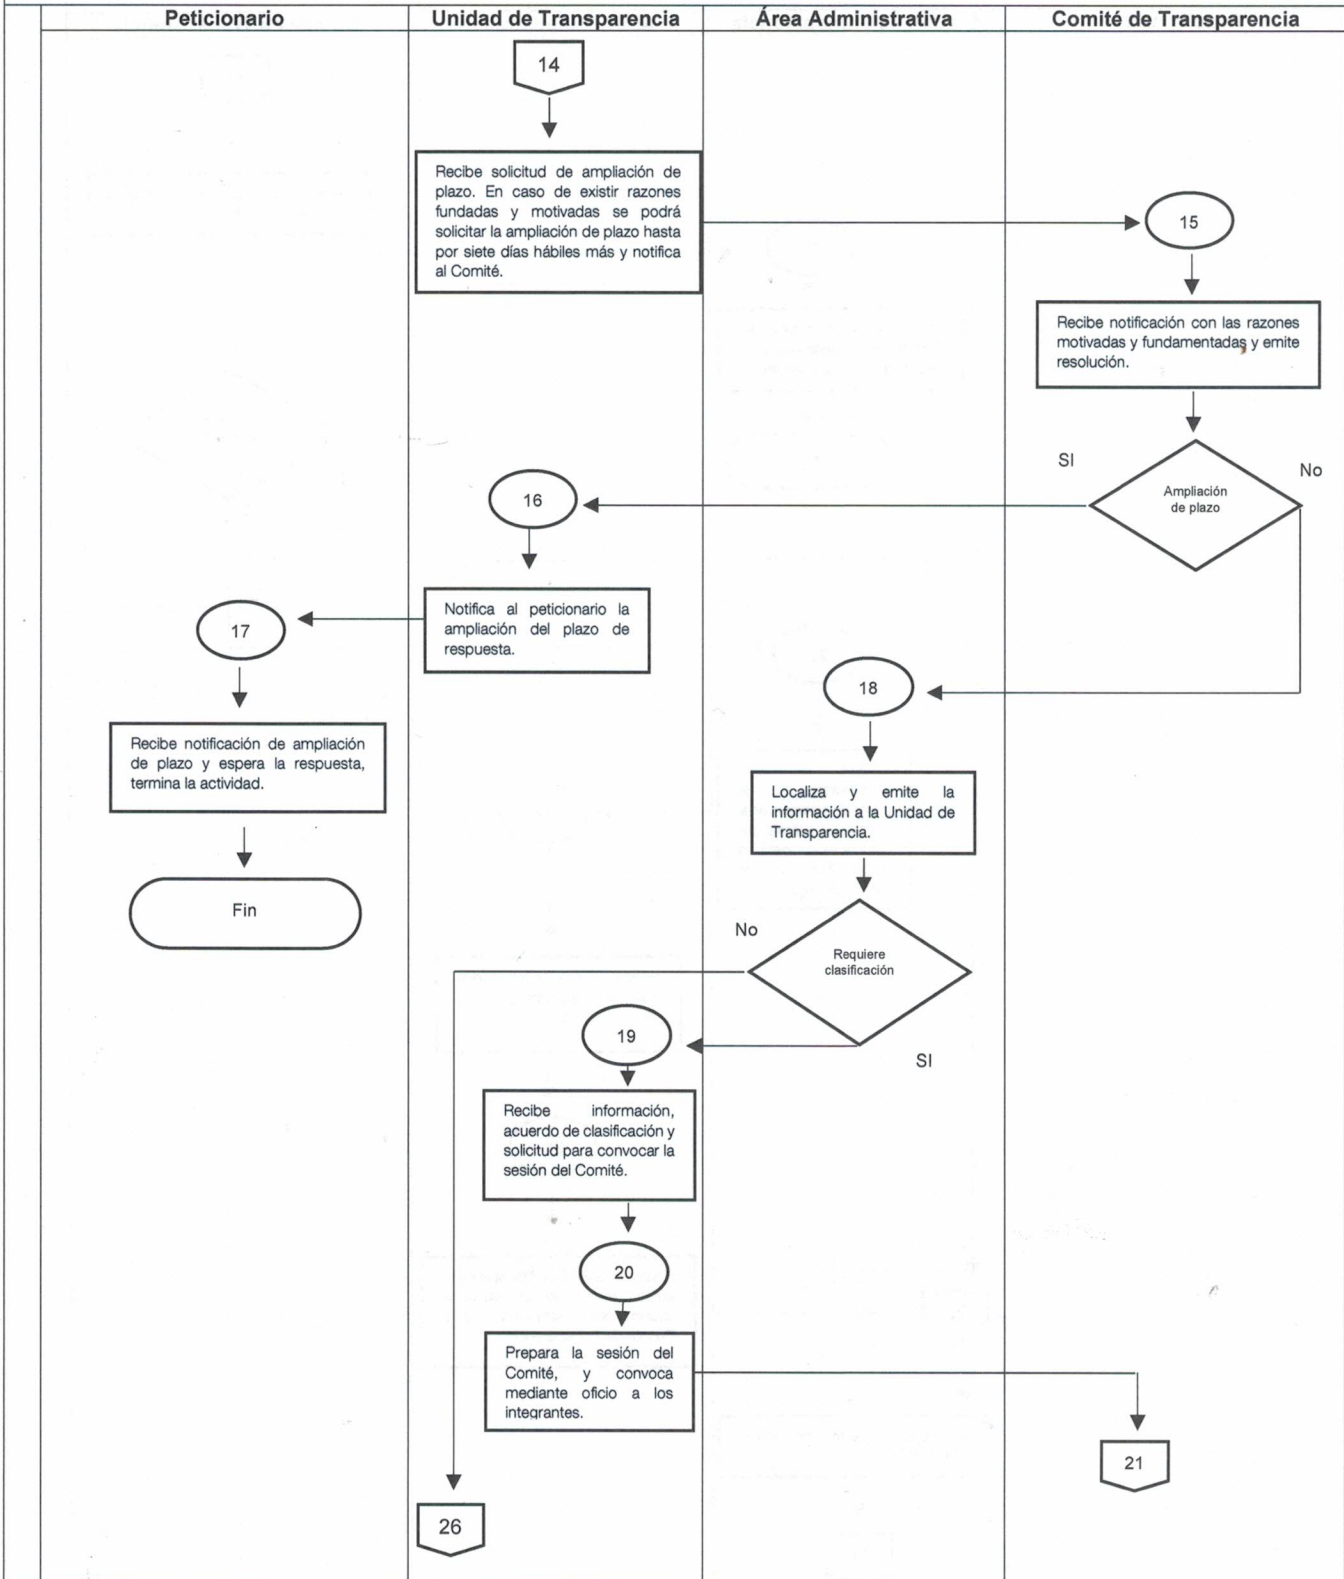 Peticionario
Unidad de Transparencia
Área Administrativa
Comité de Transparencia
14
Recibe solicitud de ampliación de
plazo. En caso de existir razones
fundadas y motivadas se podrá
solicitar la ampliación de plazo hasta
por siete días hábiles más y notifica
al Comité.
15
Recibe notificación con las razones
motivadas y fundamentadas y emite
resolución.
SI
No
Ampliación
de plazo
16
Notifica al peticionario la
ampliación del plazo de
respuesta.
17
Recibe notificación de ampliación
de plazo y espera la respuesta,
termina la actividad.
Fin
18
Localiza y emite la
información a la Unidad de
Transparencia.
No
Requiere
clasificación
SI
19
Recibe información,
acuerdo de clasificación y
solicitud para convocar la
sesión del Comité.
20
Prepara la sesión del
Comité, y convoca
mediante oficio a los
integrantes.
21
26